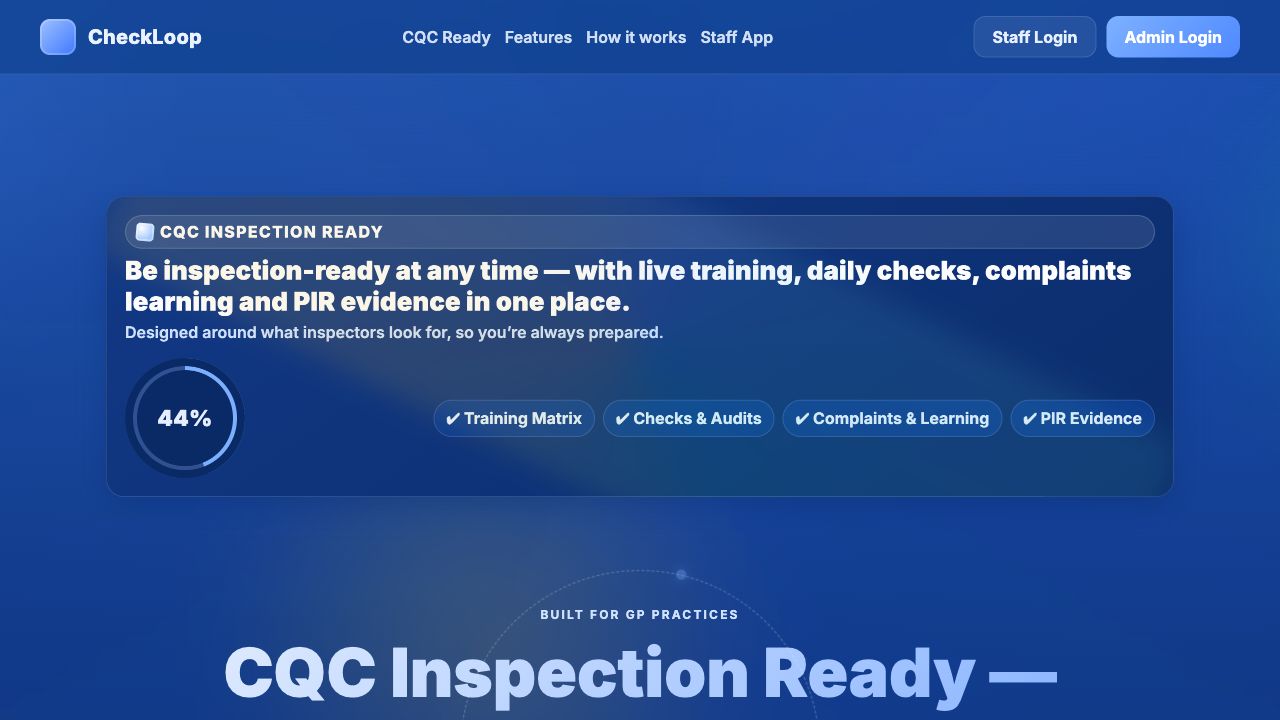 CheckLoop
CQC Ready
Features
How it works
Staff App
Staff Login
Admin Login
CQC INSPECTION READY
Be inspection-ready at any time — with live training, daily checks, complaints
learning and PIR evidence in one place.
Designed around what inspectors look for, so you’re always prepared.
44%
✔ Training Matrix
✔ Checks & Audits
✔ Complaints & Learning
✔ PIR Evidence
BUILT FOR GP PRACTICES
CQC Inspection Ready —